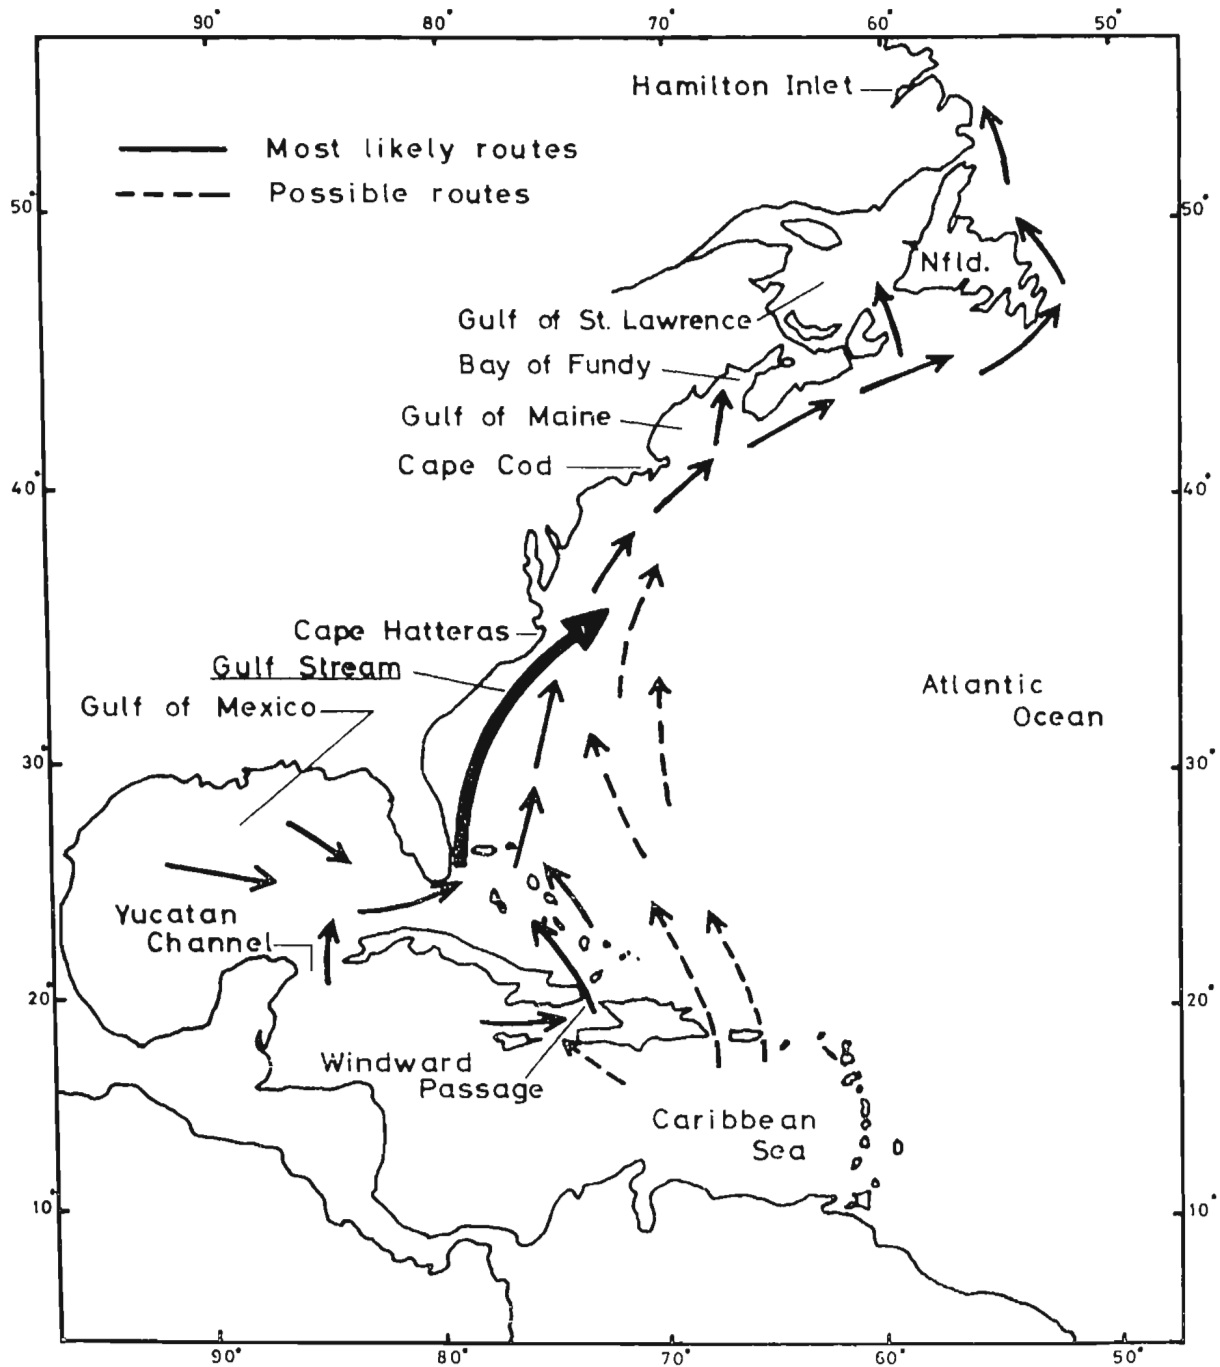 90° 80° 70° 60° 50°
Hamilton Inlet
Most likely routes
Possible routes
50° 50°
Nfld.
Gulf of St. Lawrence
Bay of Fundy
Gulf of Maine
Cape Cod
40° 40°
Cape Hatteras
Gulf Stream
Gulf of Mexico
Atlantic
Ocean
30° 30°
Yucatan
Channel
20° 20°
Windward
Passage
Caribbean
Sea
10° 10°
90° 80° 70° 60° 50°